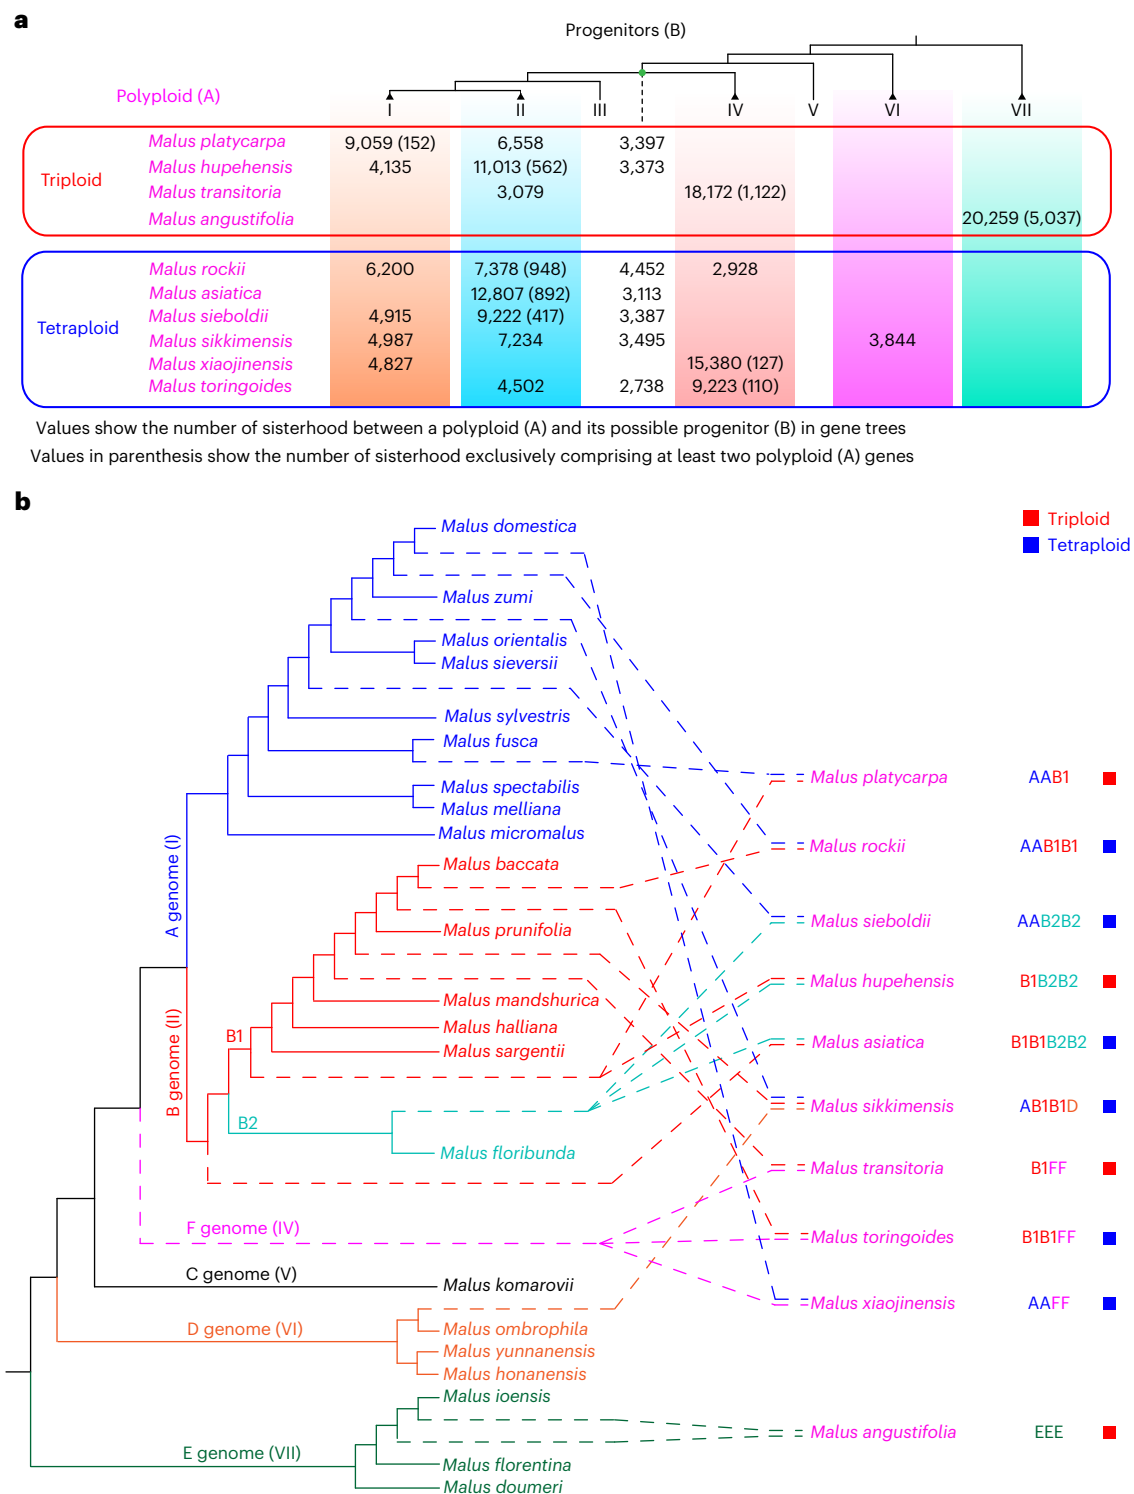 a
Progenitors (B)
Polyploid (A)
I II III IV V VI VII
Triploid
Malus platycarpa 9,059 (152) 6,558 3,397
Malus hupehensis 4,135 11,013 (562) 3,373
Malus transitoria 3,079 18,172 (1,122)
Malus angustifolia 20,259 (5,037)
Tetraploid
Malus rockii 6,200 7,378 (948) 4,452 2,928
Malus asiatica 12,807 (892) 3,113
Malus sieboldii 4,915 9,222 (417) 3,387
Malus sikkimensis 4,987 7,234 3,495 3,844
Malus xiaojinensis 4,827 15,380 (127)
Malus toringoides 4,502 2,738 9,223 (110)
Values show the number of sisterhood between a polyploid (A) and its possible progenitor (B) in gene trees
Values in parenthesis show the number of sisterhood exclusively comprising at least two polyploid (A) genes
b
Triploid
Tetraploid
Malus domestica
Malus zumi
Malus orientalis
Malus sieversii
Malus sylvestris
Malus fusca
Malus spectabilis
Malus melliana
Malus micromalus
A genome (I)
Malus baccata
Malus prunifolia
Malus mandshurica
Malus halliana
Malus sargentii
B genome (II)
B1
B2
Malus floribunda
F genome (IV)
C genome (V)
Malus komarovii
D genome (VI)
Malus ombrophila
Malus yunnanensis
Malus honanensis
Malus ioensis
E genome (VII)
Malus florentina
Malus doumeri
Malus platycarpa AAB1
Malus rockii AAB1B1
Malus sieboldii AAB2B2
Malus hupehensis B1B2B2
Malus asiatica B1B1B2B2
Malus sikkimensis AB1B1D
Malus transitoria B1FF
Malus toringoides B1B1FF
Malus xiaojinensis AAFF
Malus angustifolia EEE